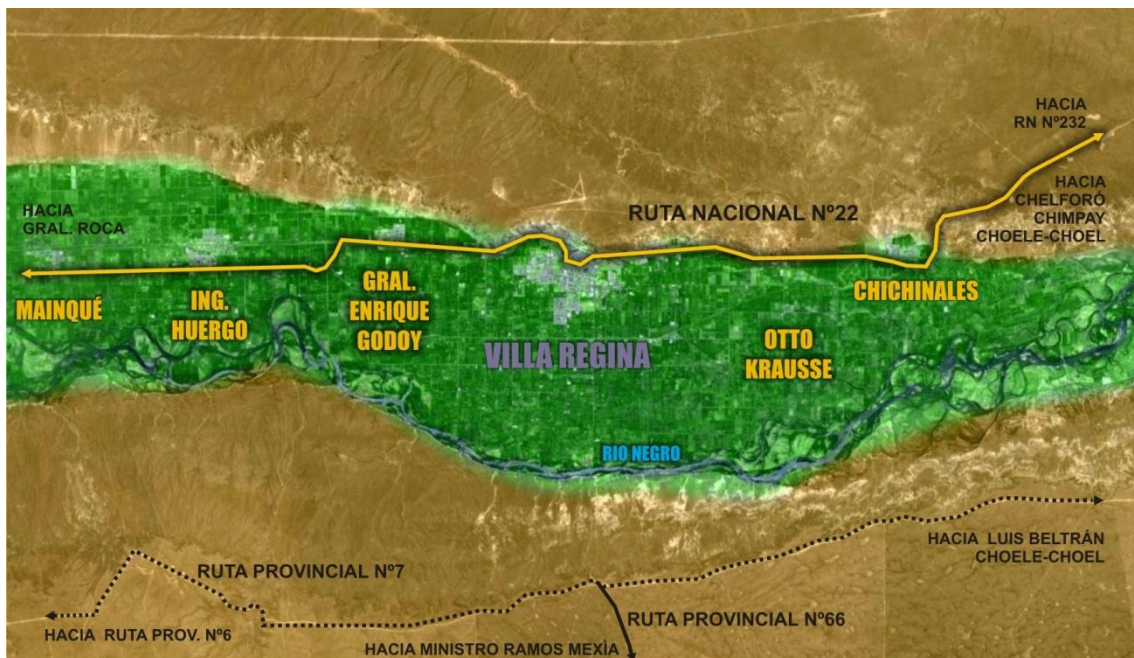 HACIA
RN Nº232
HACIA
CHELFORÓ
CHIMPAY
CHOELE-CHOEL
HACIA
GRAL. ROCA
RUTA NACIONAL Nº22
MAINQUÉ
ING.
HUERGO
GRAL.
ENRIQUE
GODOY
VILLA REGINA
OTTO
KRAUSSE
CHICHINALES
RIO NEGRO
HACIA LUIS BELTRÁN
CHOELE-CHOEL
RUTA PROVINCIAL Nº7
RUTA PROVINCIAL Nº66
HACIA RUTA PROV. Nº6
HACIA MINISTRO RAMOS MEXÌA